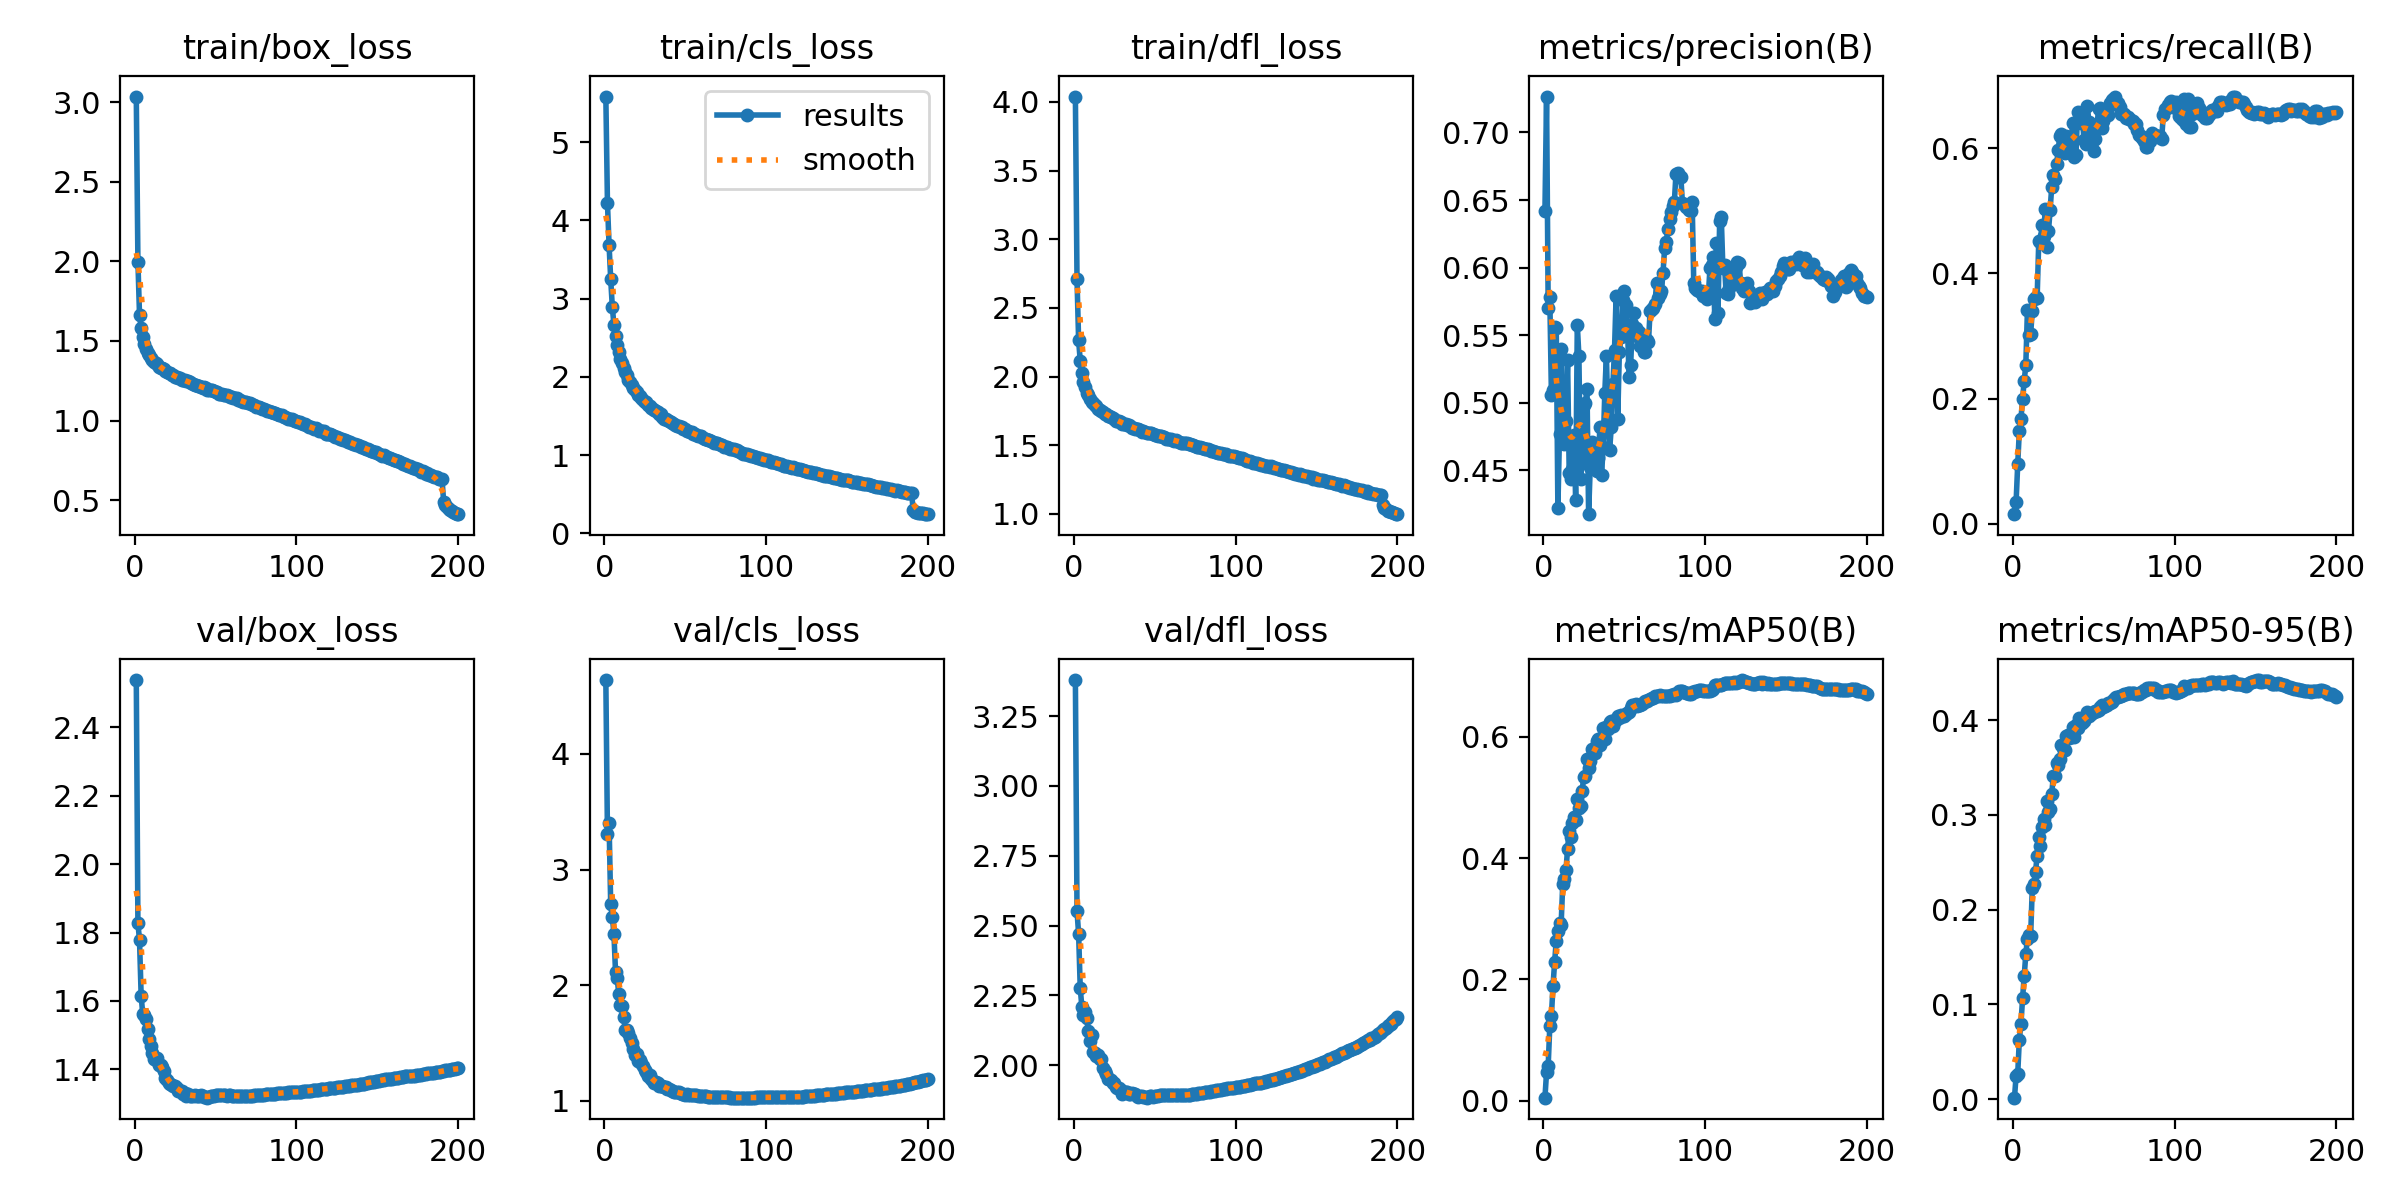 train/box_loss
3.0
2.5
2.0
1.5
1.0
0.5
0 100 200
train/cls_loss
results
smooth
5
4
3
2
1
0
0 100 200
train/dfl_loss
4.0
3.5
3.0
2.5
2.0
1.5
1.0
0 100 200
metrics/precision(B)
0.70
0.65
0.60
0.55
0.50
0.45
0 100 200
metrics/recall(B)
0.6
0.4
0.2
0.0
0 100 200
val/box_loss
2.4
2.2
2.0
1.8
1.6
1.4
0 100 200
val/cls_loss
4
3
2
1
0 100 200
val/dfl_loss
3.25
3.00
2.75
2.50
2.25
2.00
0 100 200
metrics/mAP50(B)
0.6
0.4
0.2
0.0
0 100 200
metrics/mAP50-95(B)
0.4
0.3
0.2
0.1
0.0
0 100 200